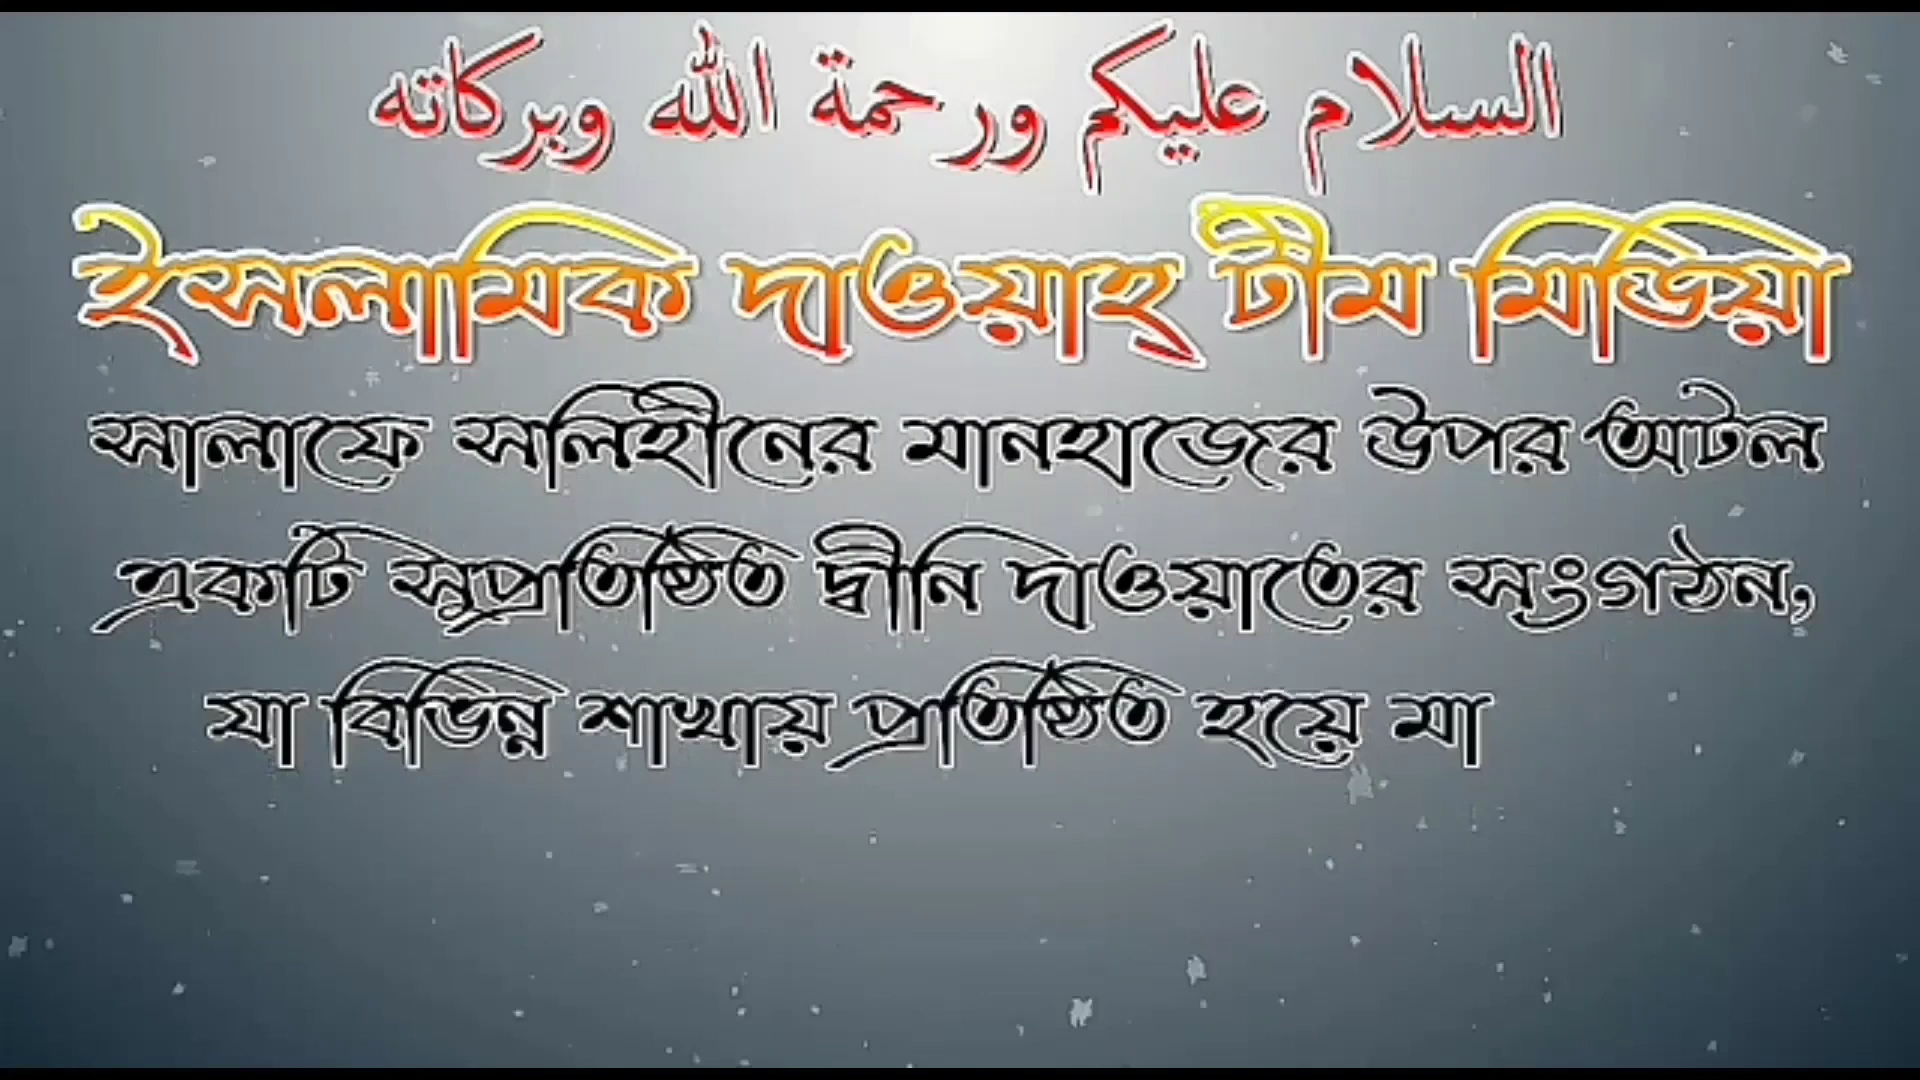 السلام عليكم ورحمة الله وبركاته
ইসলামিক দাওয়াহ্ টীম মিডিয়া
সালাফে সলিহীনের মানহাজের উপর অটল
একটি সুপ্রতিষ্ঠিত দ্বীনি দাওয়াতের সংগঠন,
যা বিভিন্ন শাখায় প্রতিষ্ঠিত হয়ে মা